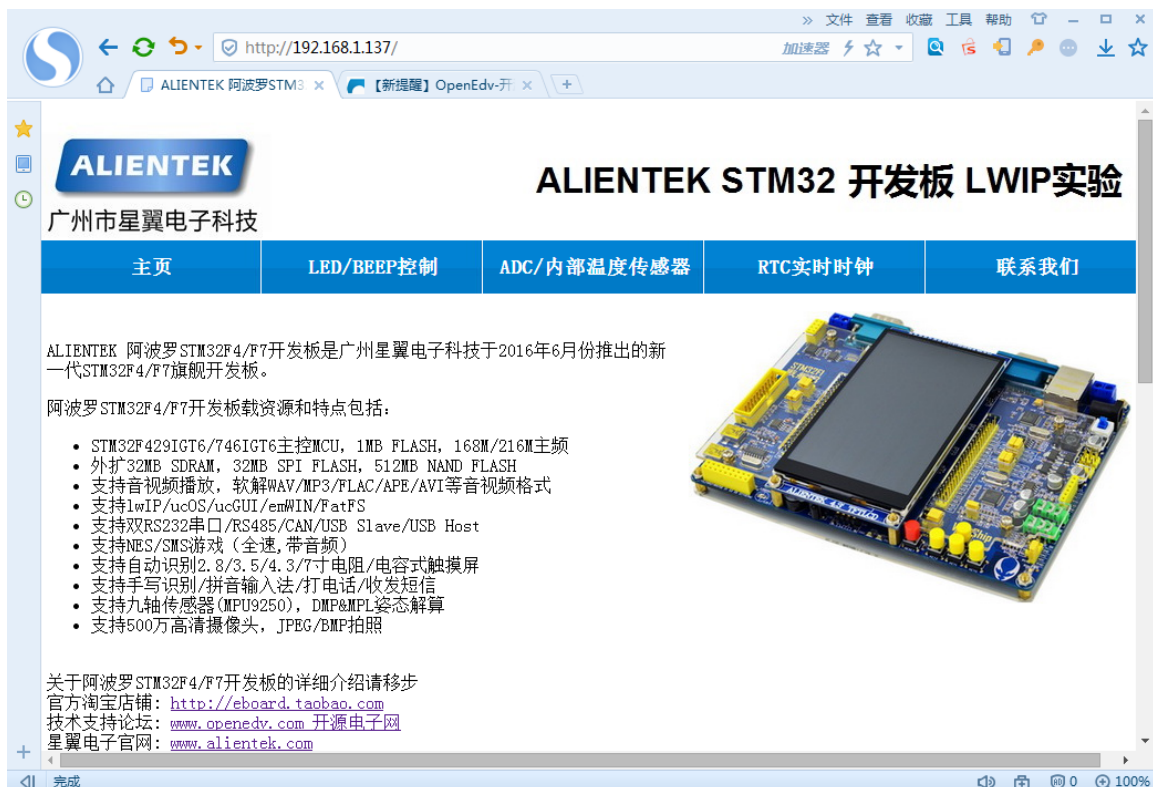 » 文件 查看 收藏 工具 帮助
http://192.168.1.137/
加速器
ALIENTEK 阿波罗STM3
【新提醒】OpenEdv-开
ALIENTEK
广州市星翼电子科技
ALIENTEK STM32 开发板 LWIP实验
主页 LED/BEEP控制 ADC/内部温度传感器 RTC实时时钟 联系我们
ALIENTEK 阿波罗STM32F4/F7开发板是广州星翼电子科技于2016年6月份推出的新
一代STM32F4/F7旗舰开发板。
阿波罗STM32F4/F7开发板载资源和特点包括:
• STM32F429IGT6/746IGT6主控MCU, 1MB FLASH, 168M/216M主频
• 外扩32MB SDRAM, 32MB SPI FLASH, 512MB NAND FLASH
• 支持音视频播放, 软解WAV/MP3/FLAC/APE/AVI等音视频格式
• 支持lwIP/ucOS/ucGUI/emWIN/FatFS
• 支持双RS232串口/RS485/CAN/USB Slave/USB Host
• 支持NES/SMS游戏 (全速,带音频)
• 支持自动识别2.8/3.5/4.3/7寸电阻/电容式触摸屏
• 支持手写识别/拼音输入法/打电话/收发短信
• 支持九轴传感器(MPU9250), DMP&MPL姿态解算
• 支持500万高清摄像头, JPEG/BMP拍照
关于阿波罗STM32F4/F7开发板的详细介绍请移步
官方淘宝店铺: http://eboard.taobao.com
技术支持论坛: www.openedv.com 开源电子网
星翼电子官网: www.alientek.com
完成
0
100%